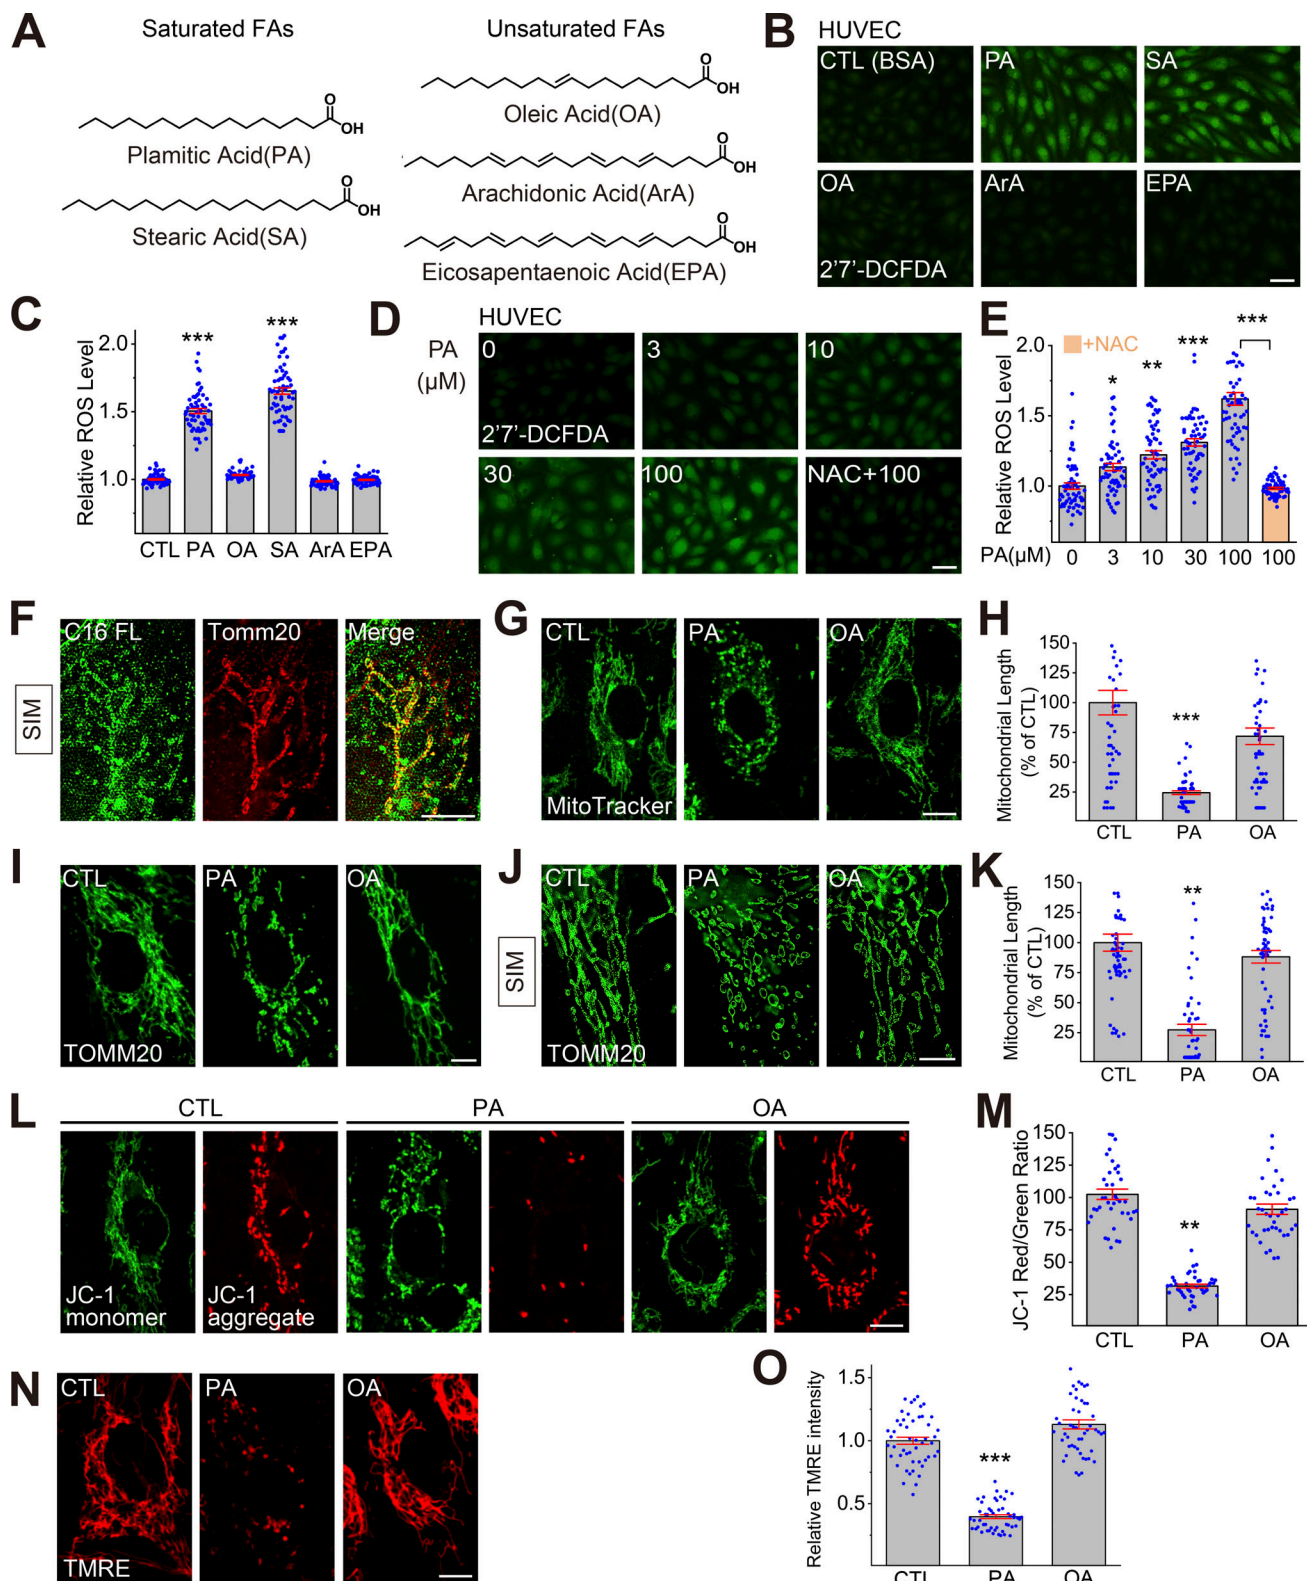 A
Saturated FAs
Unsaturated FAs
O
OH
Plamitic Acid(PA)
O
OH
Stearic Acid(SA)
O
OH
Oleic Acid(OA)
O
OH
Arachidonic Acid(ArA)
O
OH
Eicosapentaenoic Acid(EPA)
B
HUVEC
CTL (BSA)
PA
SA
OA
ArA
EPA
2'7'-DCFDA
C
Relative ROS Level
2.0
1.5
1.0
***
***
CTL PA OA SA ArA EPA
D
HUVEC
PA
(μM)
0
3
10
2'7'-DCFDA
30
100
NAC+100
E
Relative ROS Level
2.0
1.5
1.0
+NAC
*
**
***
***
PA(μM) 0 3 10 30 100 100
F
SIM
C16 FL
Tomm20
Merge
G
CTL
PA
OA
MitoTracker
H
Mitochondrial Length
(% of CTL)
150
125
100
75
50
25
***
CTL PA OA
I
CTL
PA
OA
TOMM20
J
SIM
CTL
PA
OA
TOMM20
K
Mitochondrial Length
(% of CTL)
150
100
75
50
25
**
CTL PA OA
L
CTL
PA
OA
JC-1
monomer
JC-1
aggregate
M
JC-1 Red/Green Ratio
150
125
100
75
50
25
**
CTL PA OA
N
CTL
PA
OA
TMRE
O
Relative TMRE intensity
1.5
1.0
0.5
***
CTL PA OA